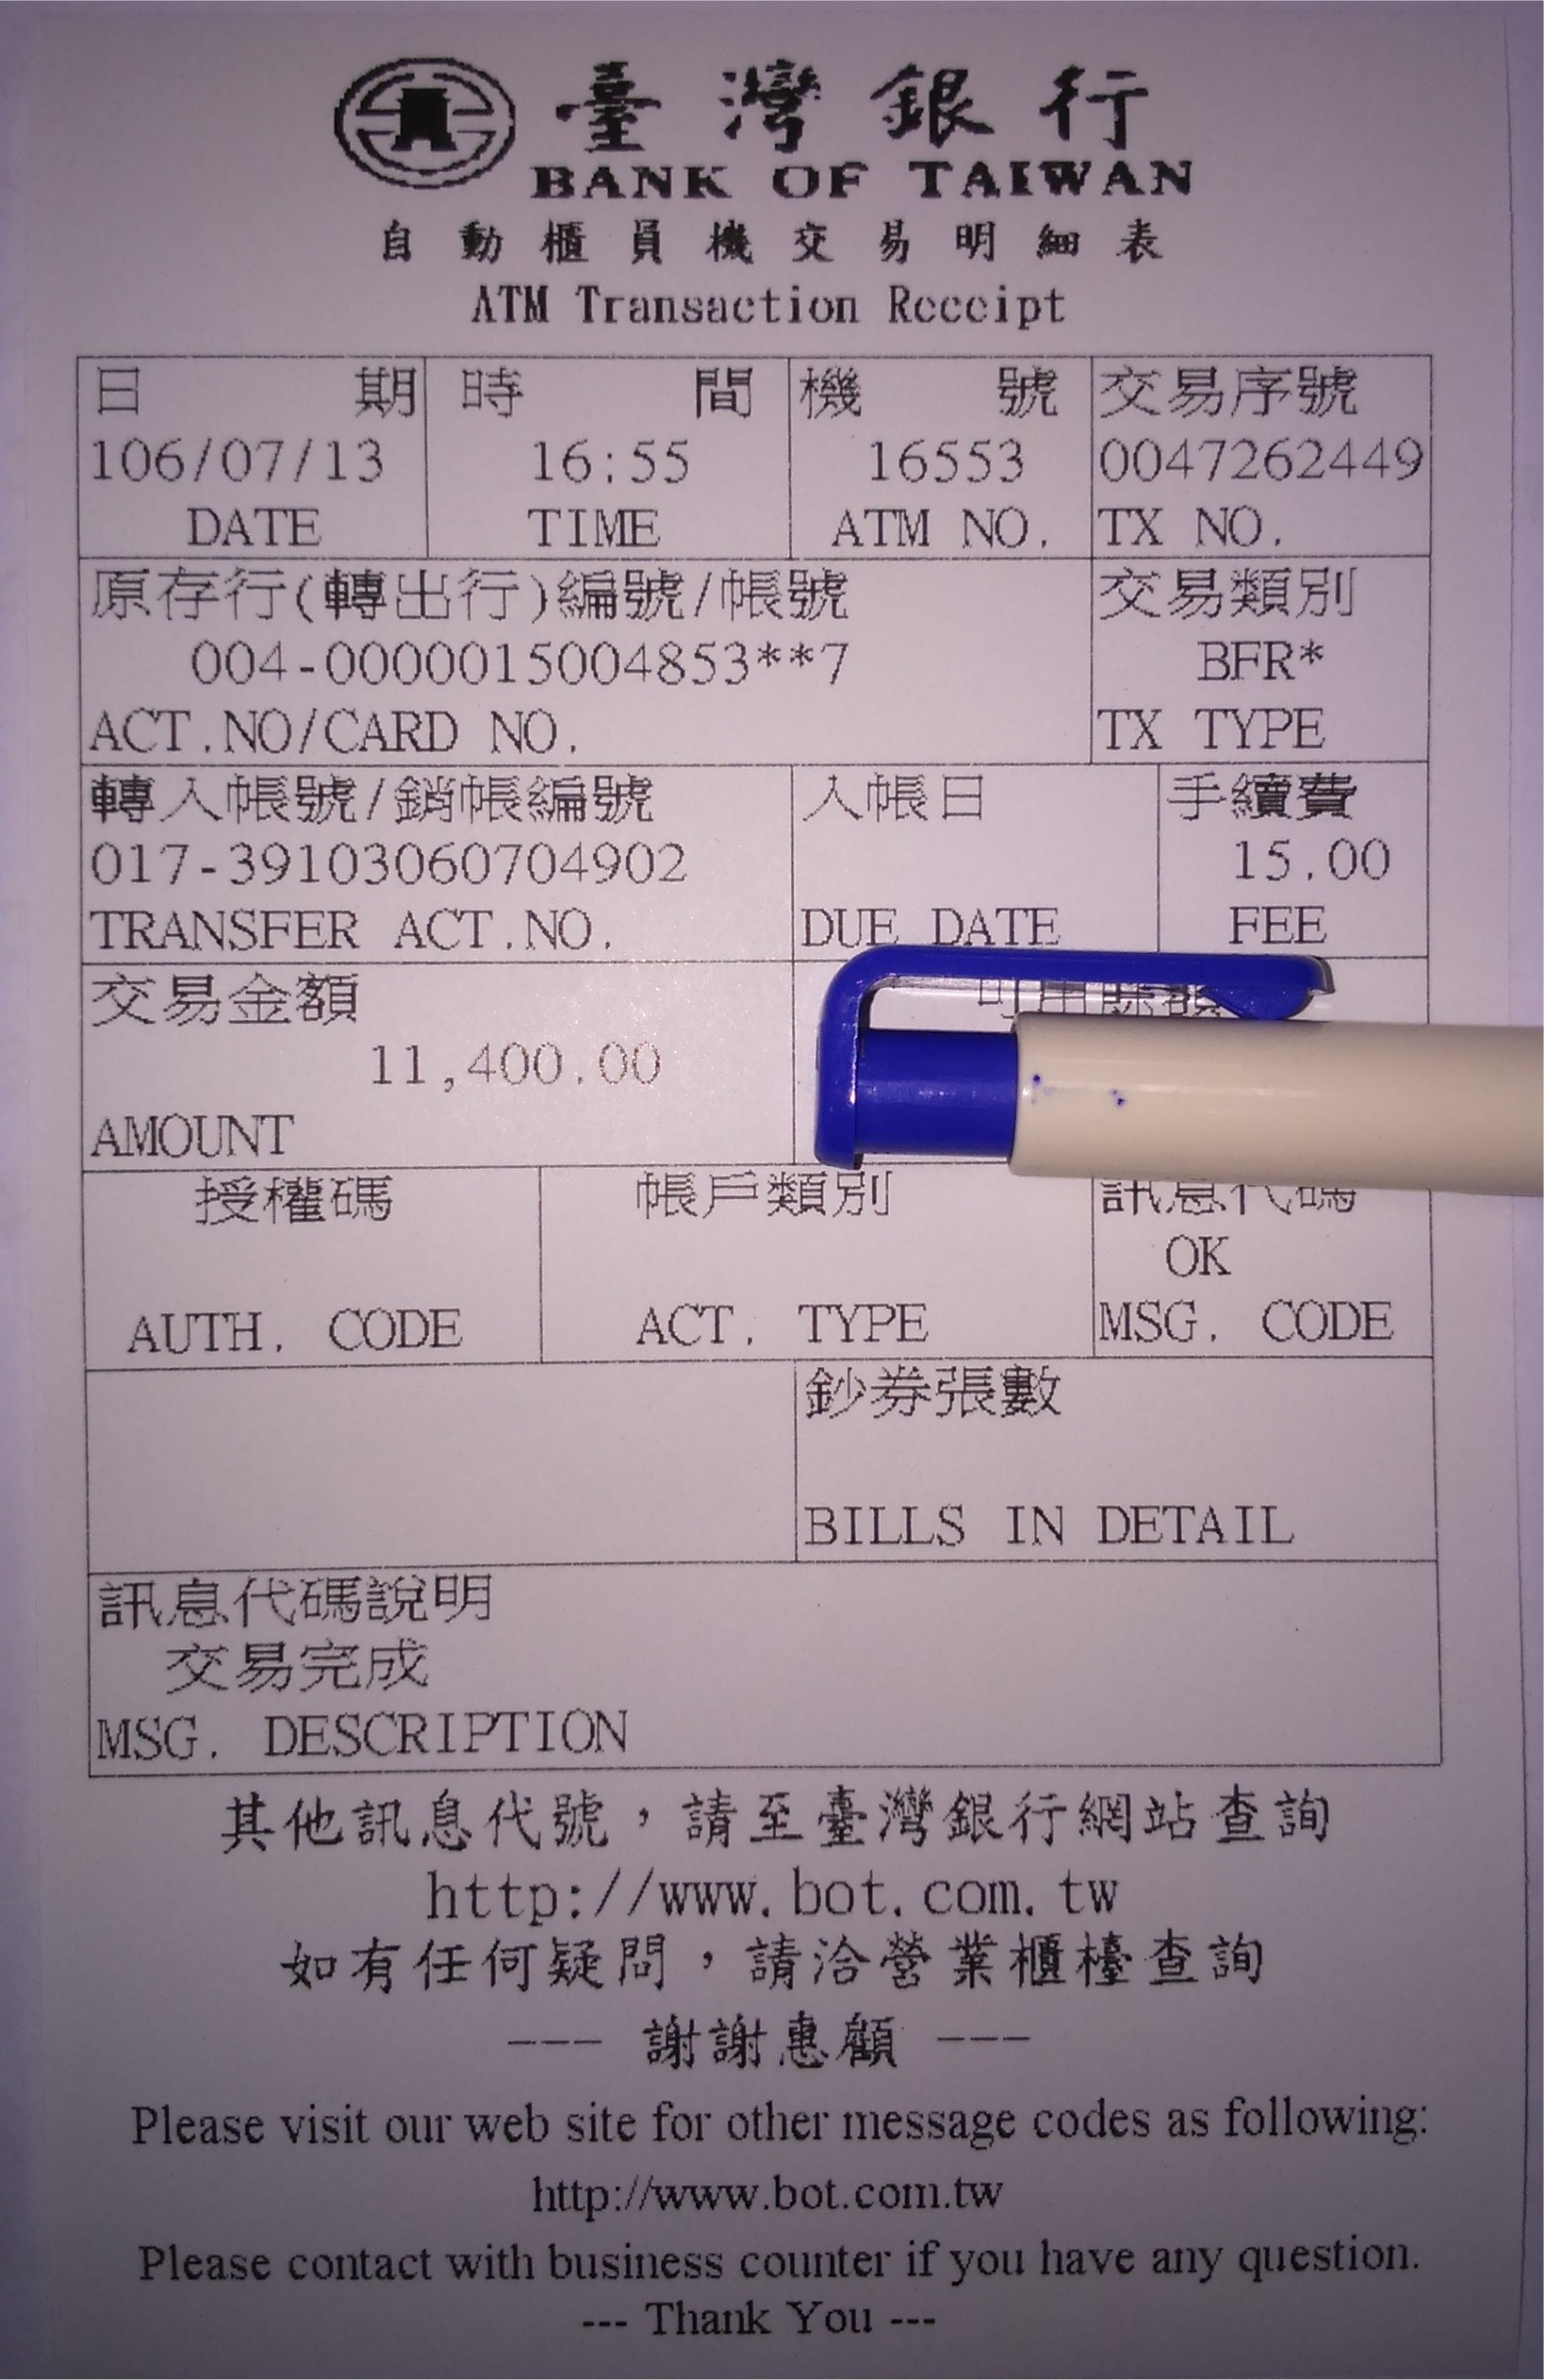 臺灣銀行
BANK OF TAIWAN
自動櫃員機交易明細表
ATM Transaction Receipt
日期 時間 機號 交易序號
106/07/13 16:55 16553 0047262449
DATE TIME ATM NO. TX NO.
原存行(轉出行)編號/帳號 交易類別
004-0000015004853**7 BFR*
ACT.NO/CARD NO. TX TYPE
轉入帳號/銷帳編號 入帳日 手續費
017-39103060704902 15.00
TRANSFER ACT.NO. DUE DATE FEE
交易金額 可用餘額
11,400.00
AMOUNT
授權碼 帳戶類別 訊息代碼
OK
AUTH. CODE ACT. TYPE MSG. CODE
鈔券張數
BILLS IN DETAIL
訊息代碼說明
交易完成
MSG. DESCRIPTION
其他訊息代號，請至臺灣銀行網站查詢
http://www.bot.com.tw
如有任何疑問，請洽營業櫃檯查詢
--- 謝謝惠顧 ---
Please visit our web site for other message codes as following:
http://www.bot.com.tw
Please contact with business counter if you have any question.
--- Thank You ---